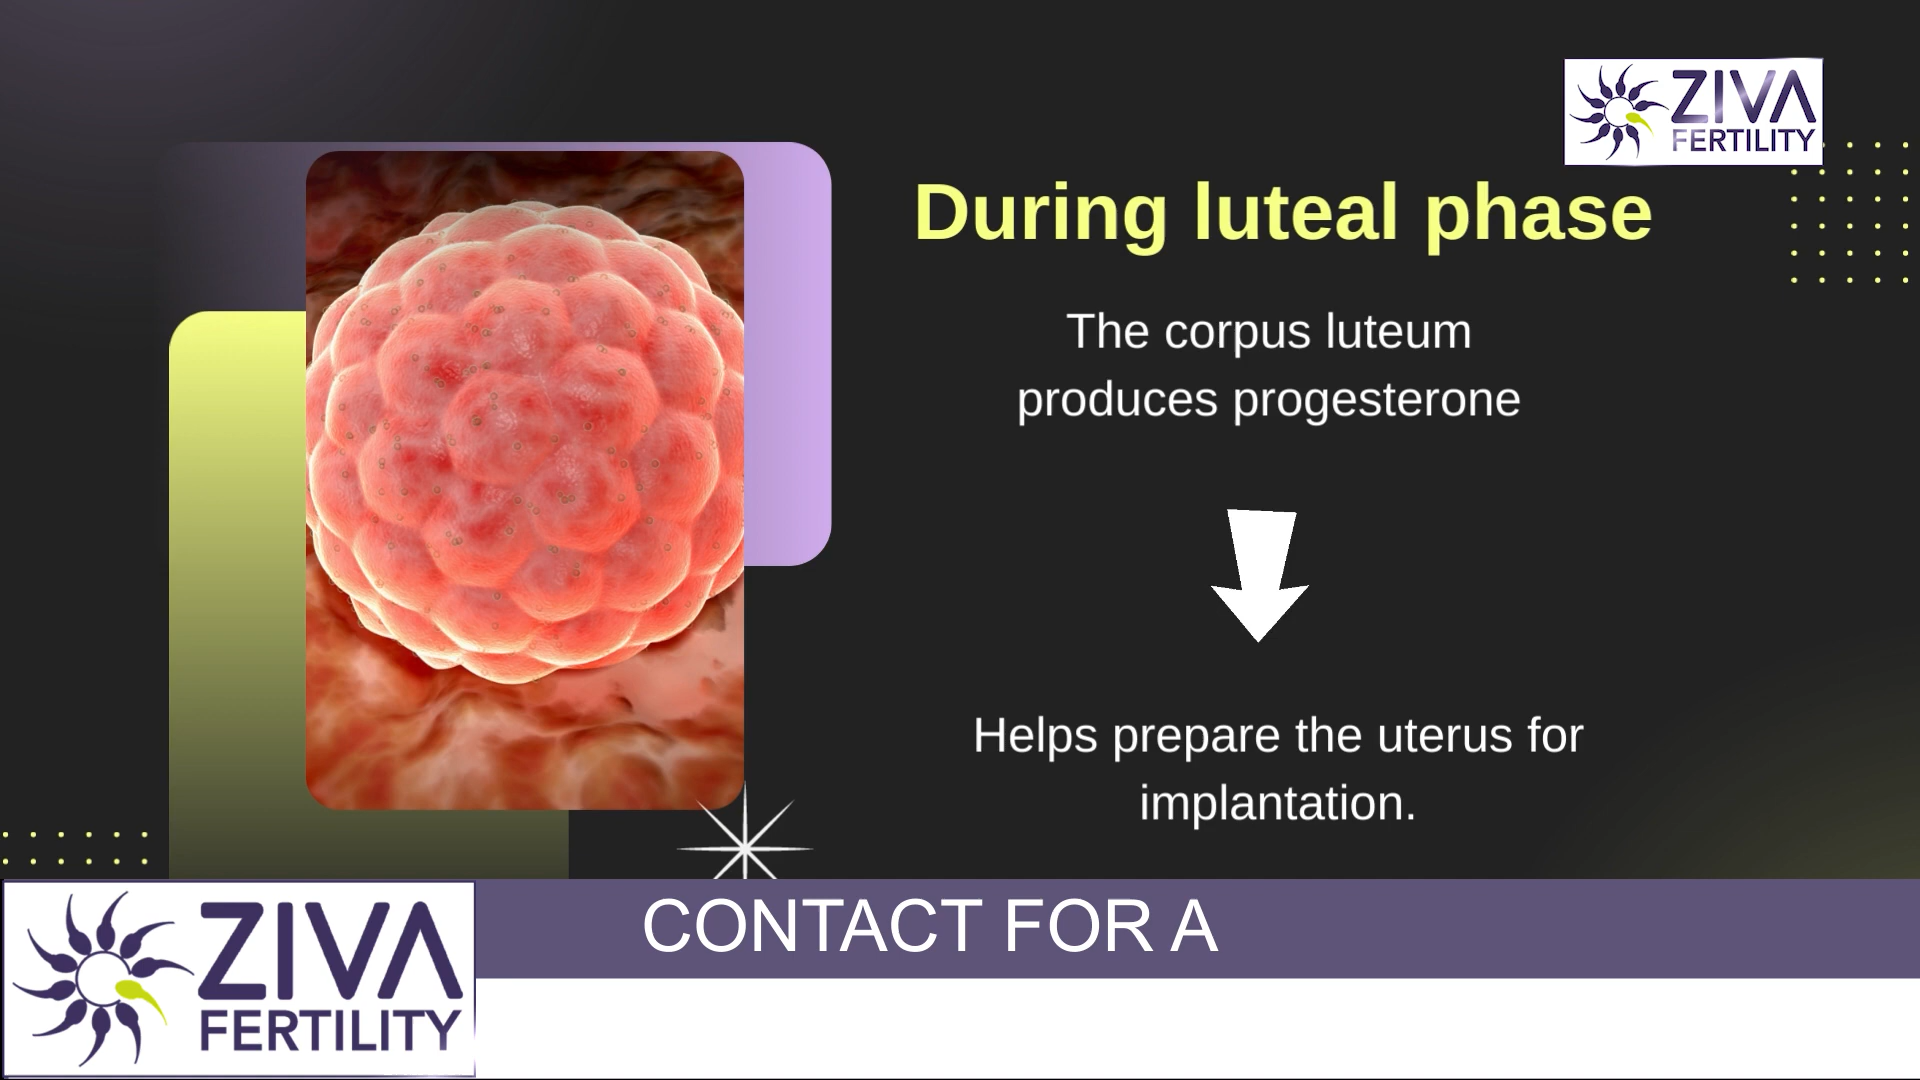 ZIVA
FERTILITY
During luteal phase
The corpus luteum
produces progesterone
Helps prepare the uterus for
implantation.
CONTACT FOR A
ZIVA
FERTILITY